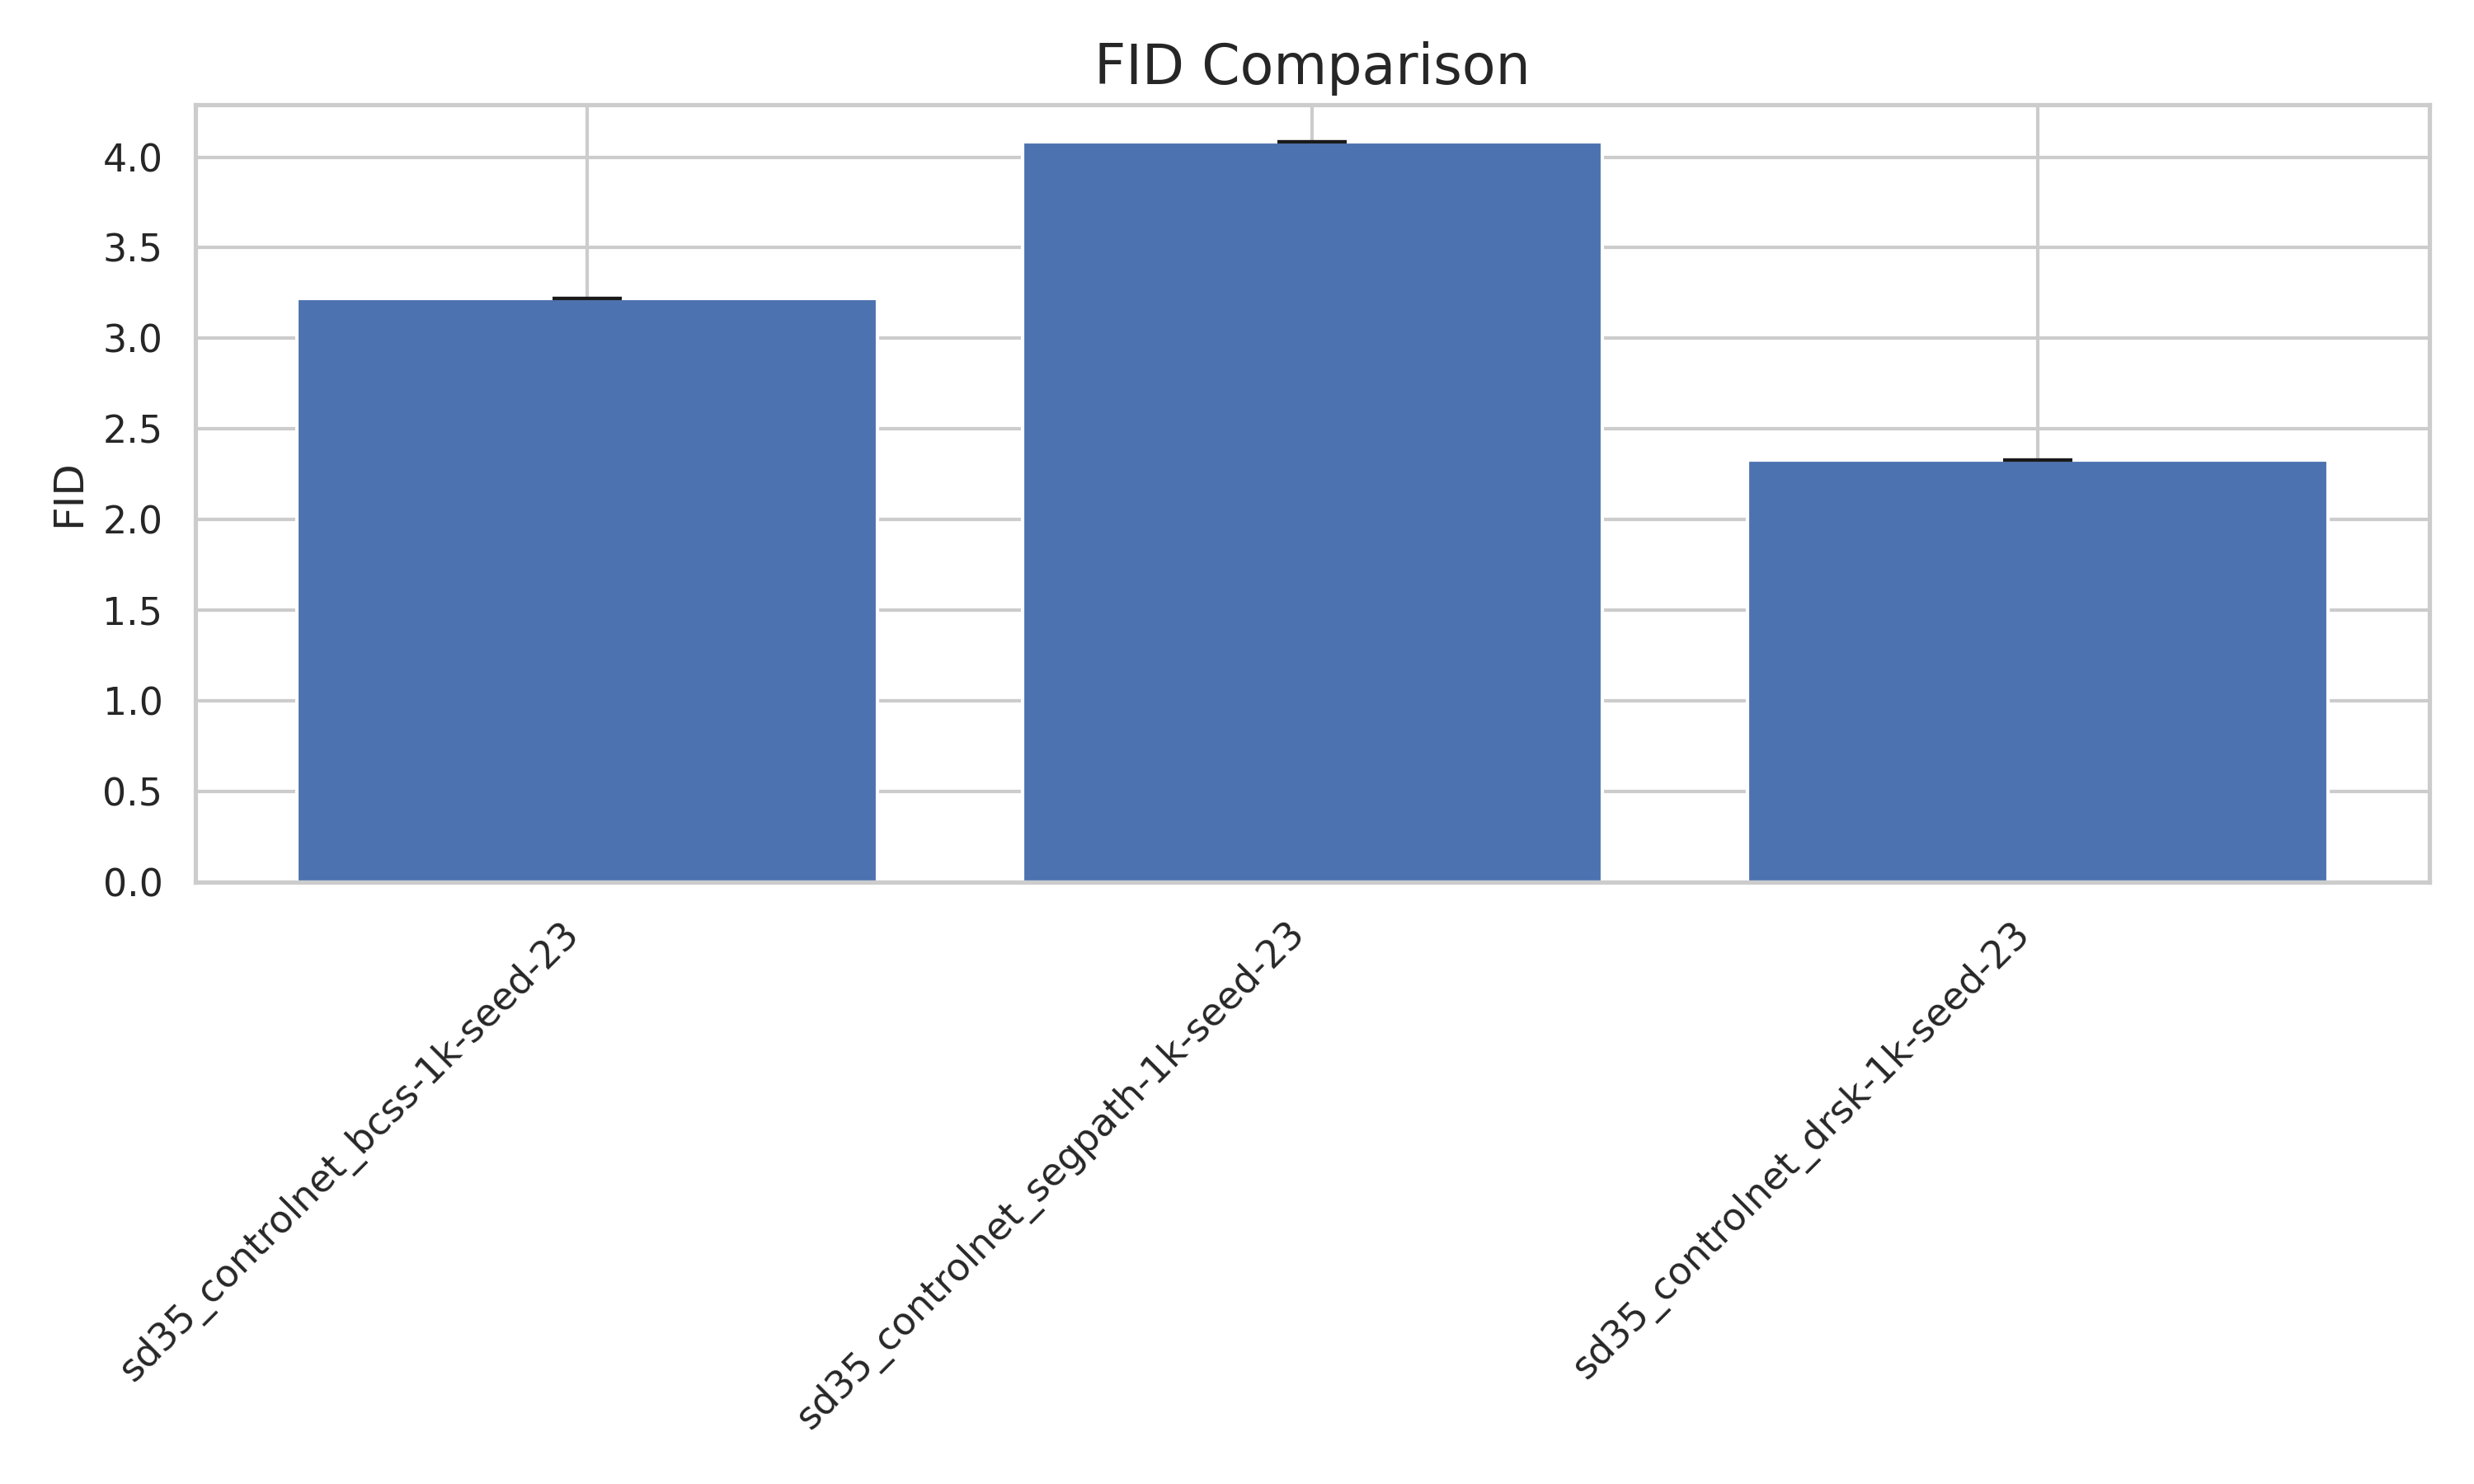 FID Comparison
FID
4.0
3.5
3.0
2.5
2.0
1.5
1.0
0.5
0.0
sd35_controlnet_bcss-1k-seed-23
sd35_controlnet_segpath-1k-seed-23
sd35_controlnet_drsk-1k-seed-23